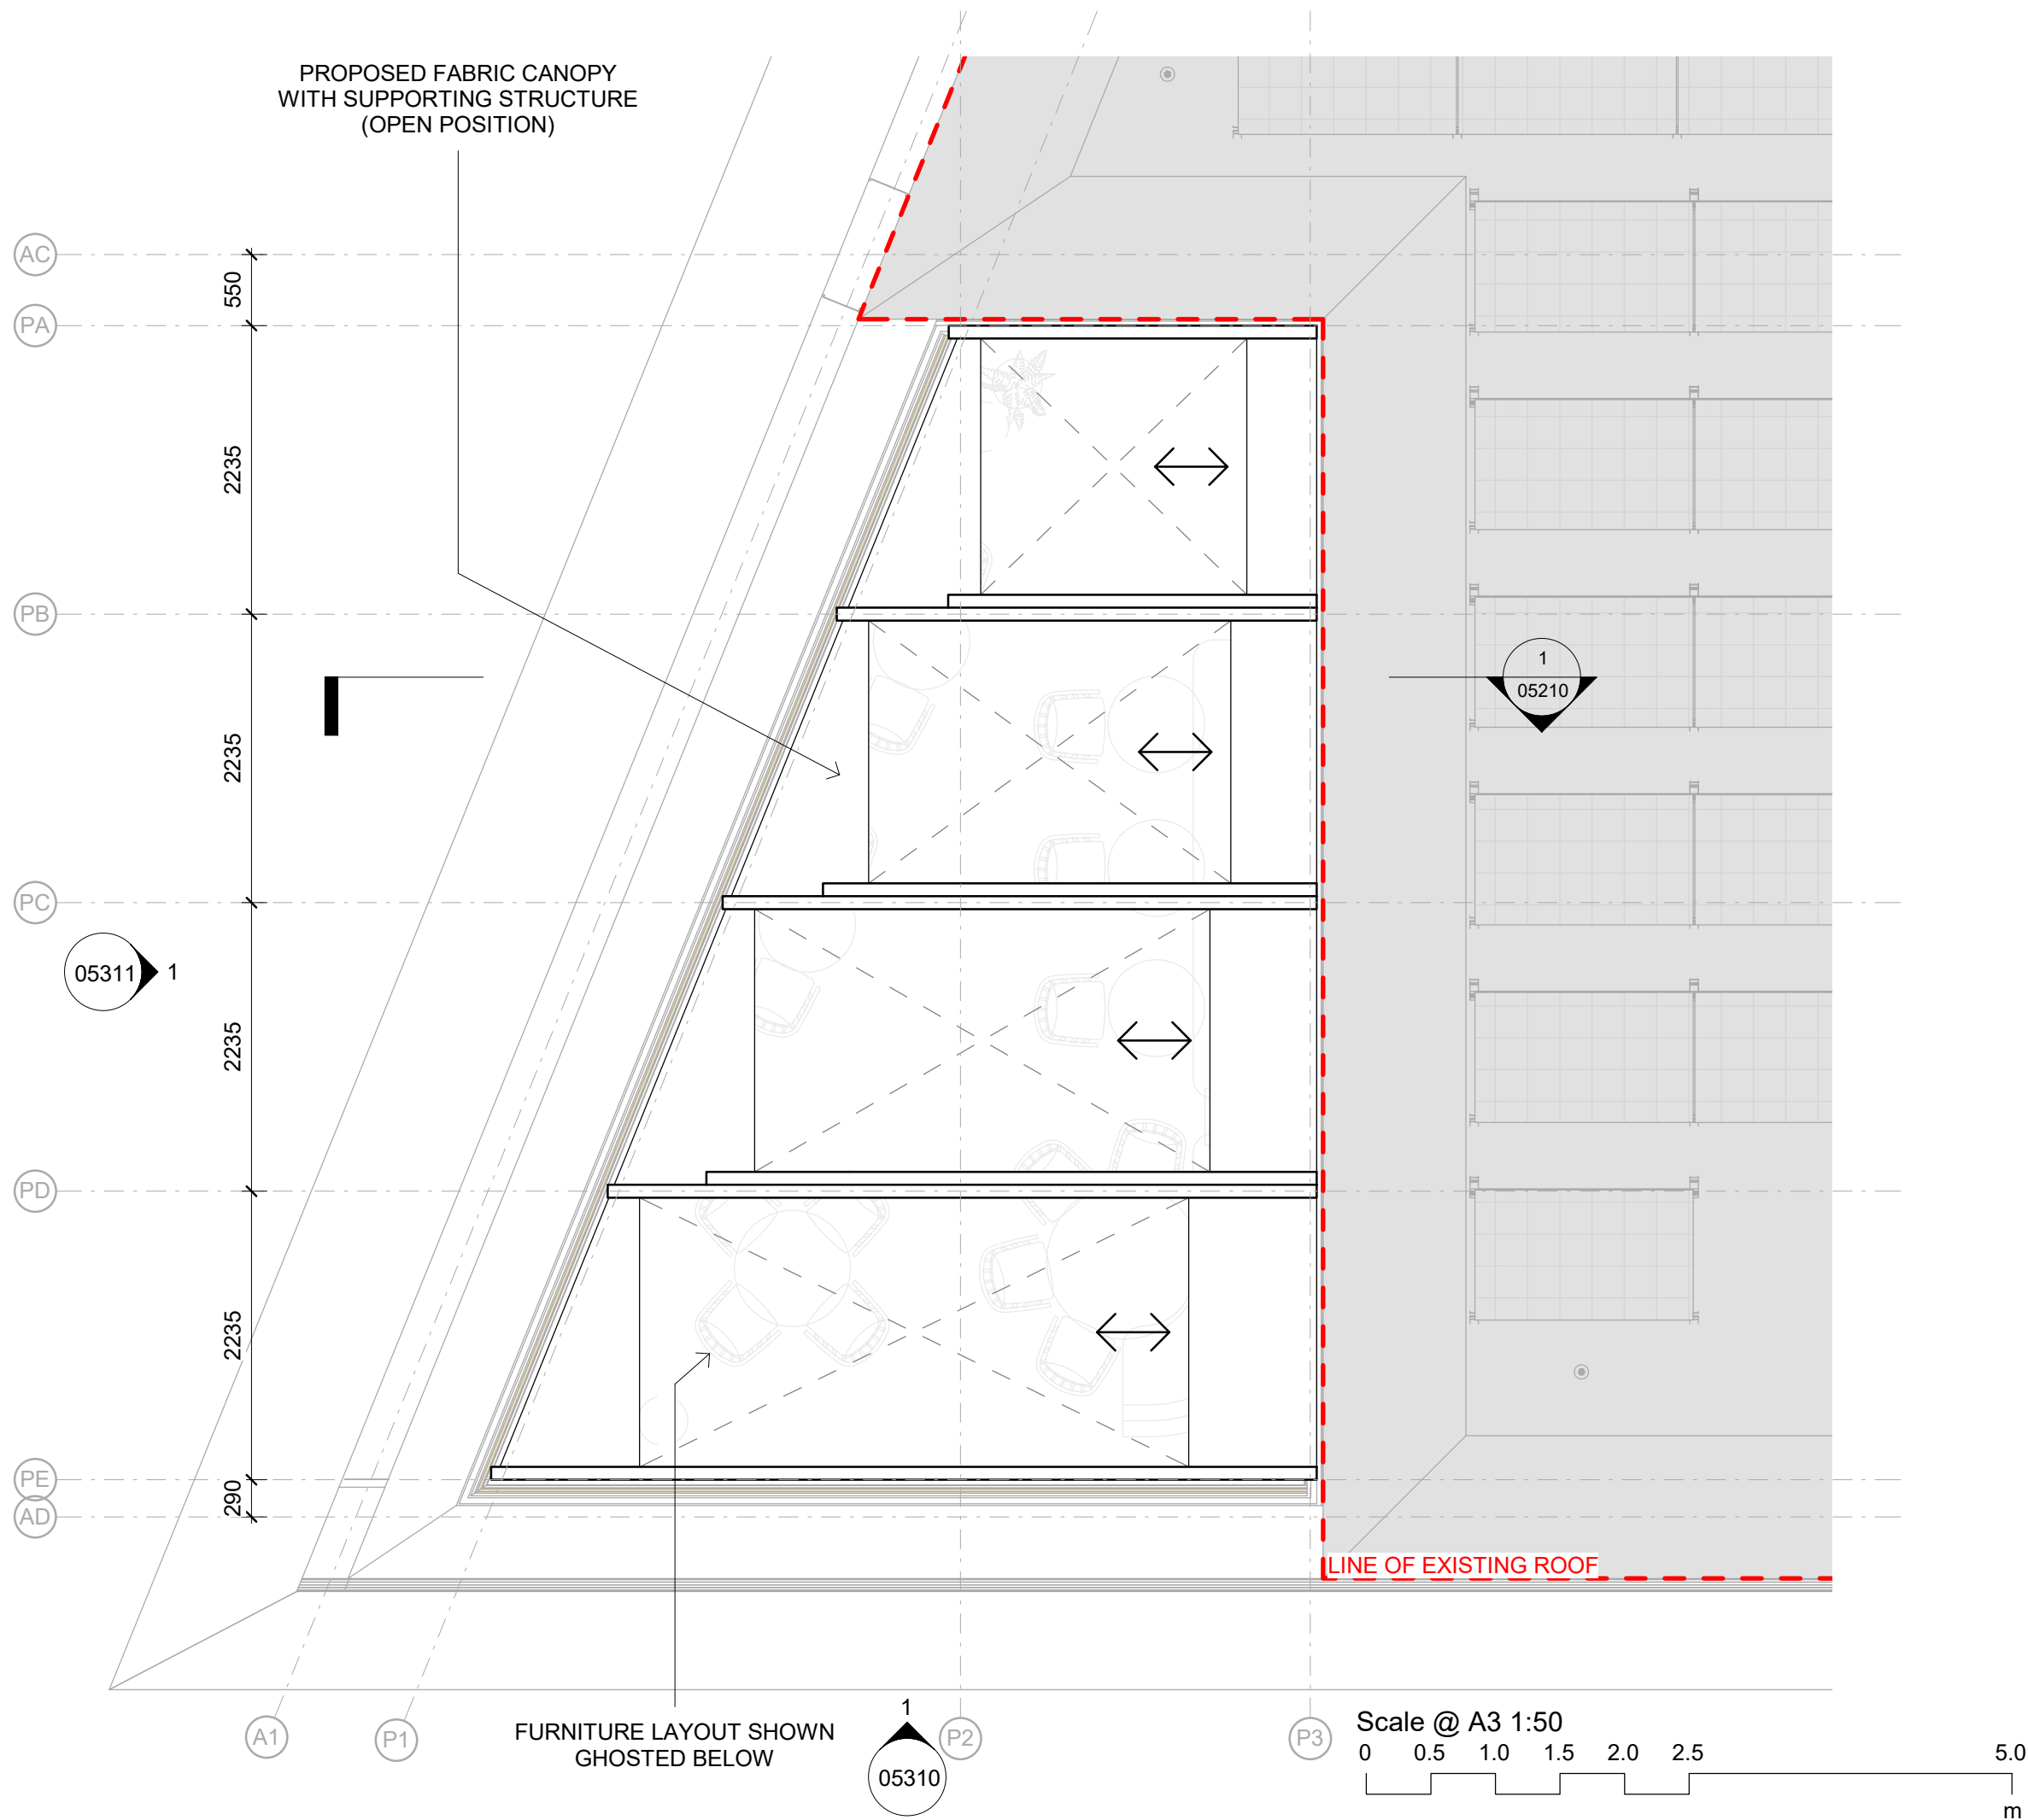 PROPOSED FABRIC CANOPY
WITH SUPPORTING STRUCTURE
(OPEN POSITION)
AC
550
PA
2235
PB
2235
1
05210
PC
05311
1
2235
PD
2235
PE
290
AD
LINE OF EXISTING ROOF
A1
P1
FURNITURE LAYOUT SHOWN
GHOSTED BELOW
1
05310
P2
P3
Scale @ A3 1:50
0 0.5 1.0 1.5 2.0 2.5 5.0
m